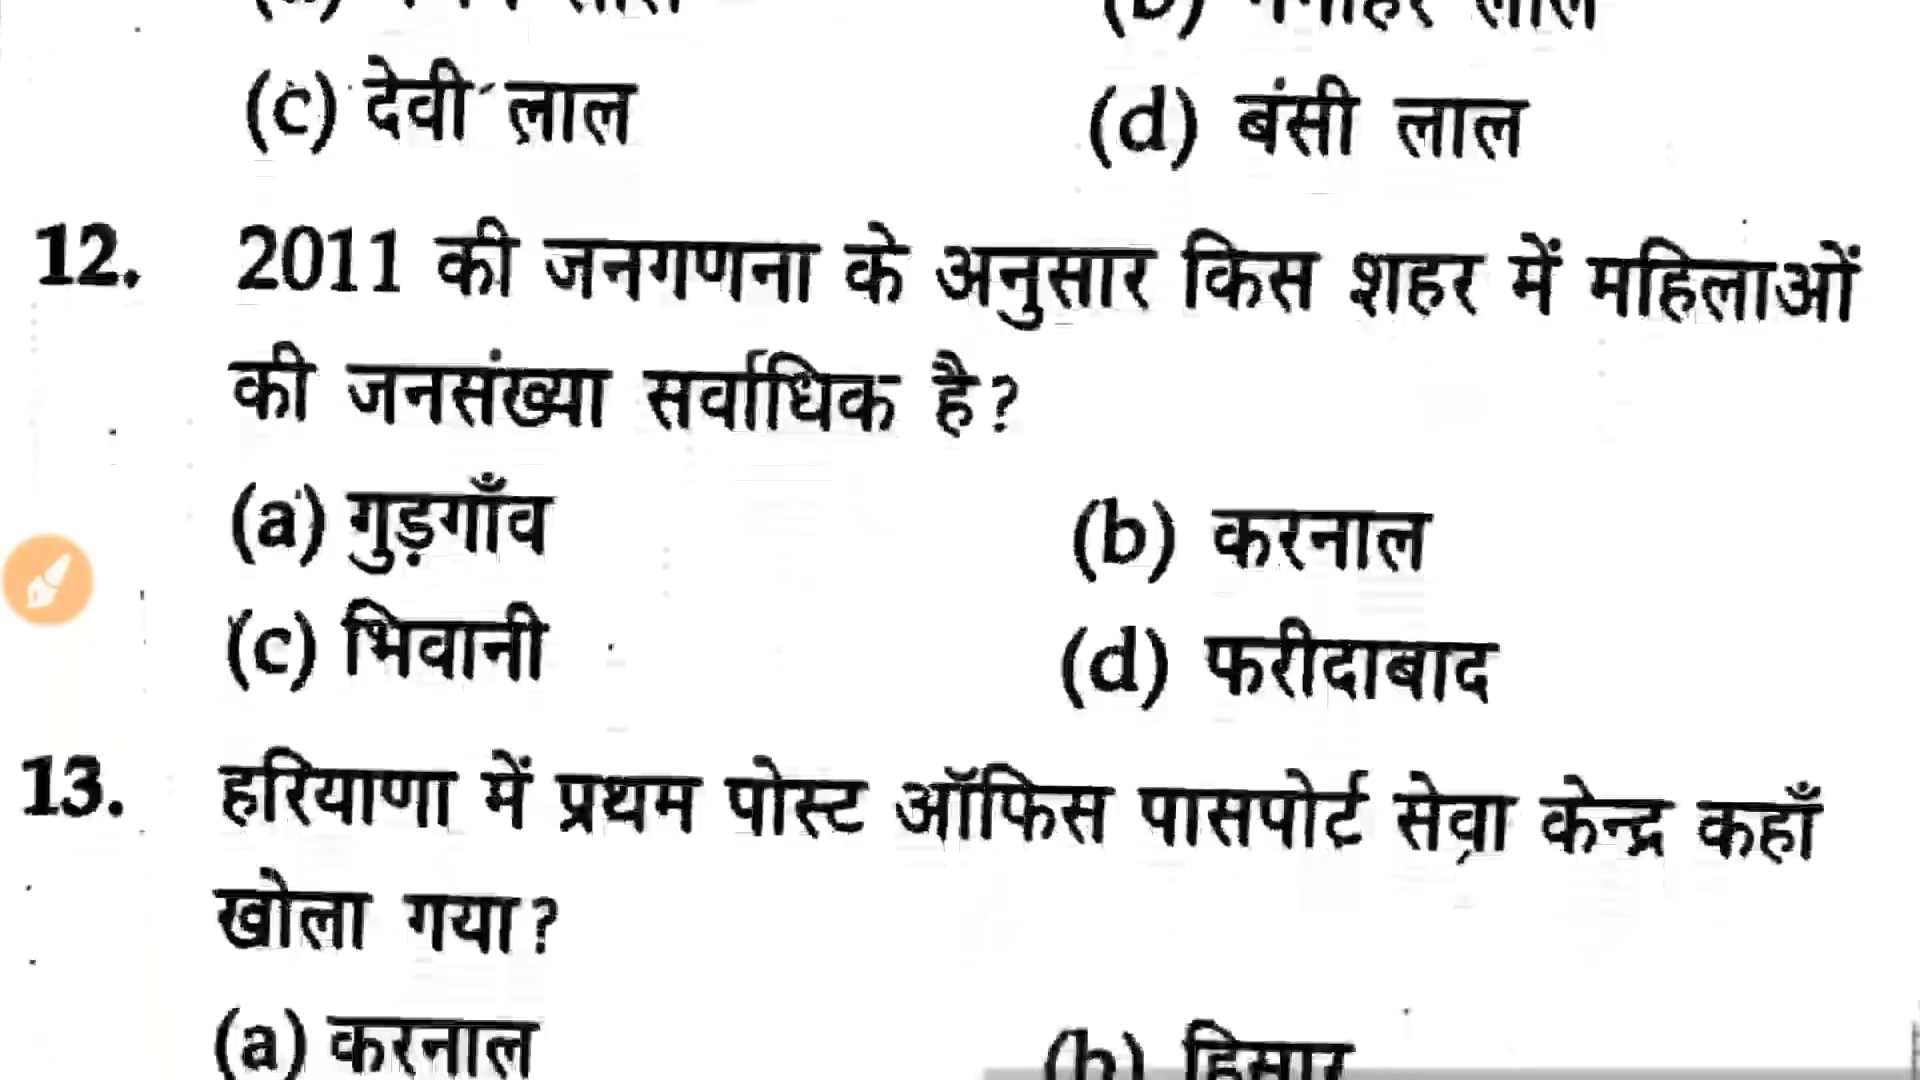 (c) देवी लाल (d) बंसी लाल
12. 2011 की जनगणना के अनुसार किस शहर में महिलाओं
की जनसंख्या सर्वाधिक है?
(a) गुड़गाँव (b) करनाल
(c) भिवानी (d) फरीदाबाद
13. हरियाणा में प्रथम पोस्ट ऑफिस पासपोर्ट सेवा केन्द्र कहाँ
खोला गया?
(a) करनाल (b) हिसार